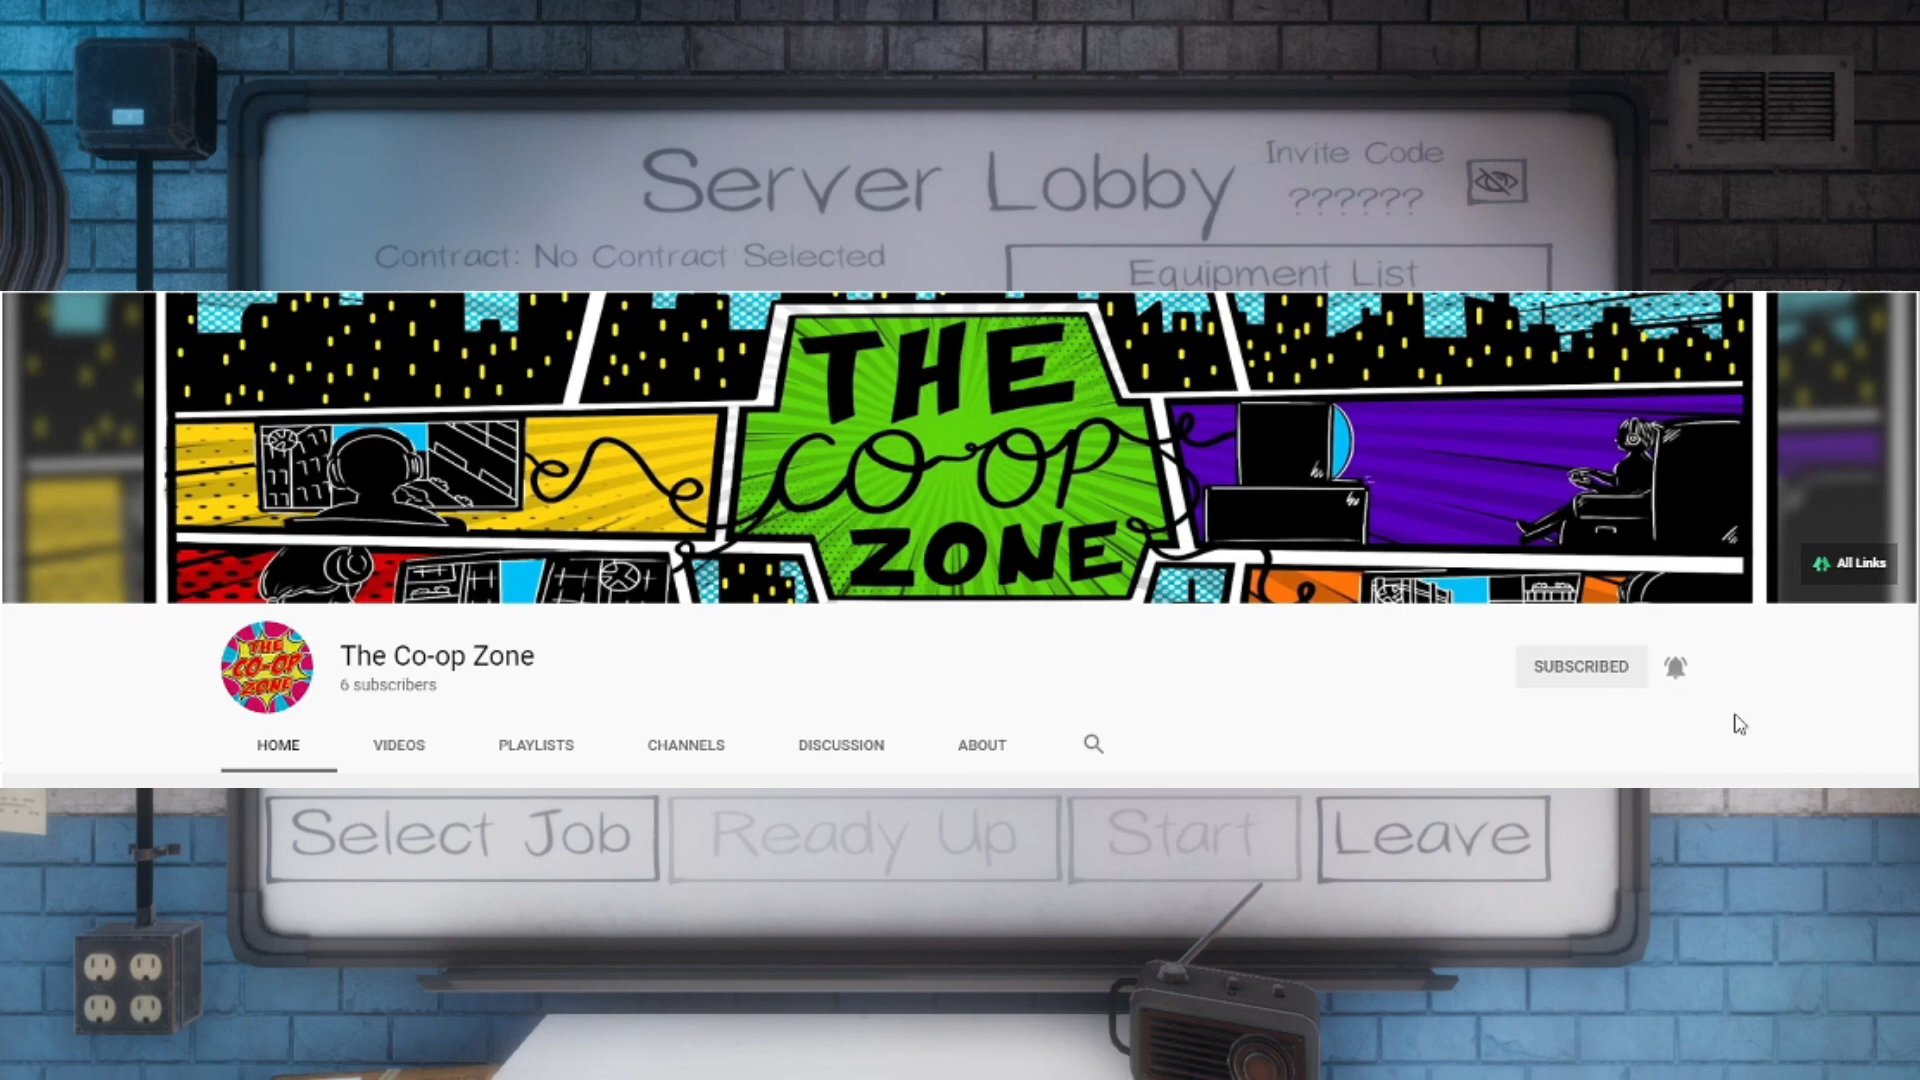 Server Lobby
Invite Code
??????
Contract: No Contract Selected
Equipment List
THE
CO-OP
ZONE
All Links
THE
CO-OP
ZONE
The Co-op Zone
6 subscribers
SUBSCRIBED
HOME
VIDEOS
PLAYLISTS
CHANNELS
DISCUSSION
ABOUT
Select Job
Ready Up
Start
Leave